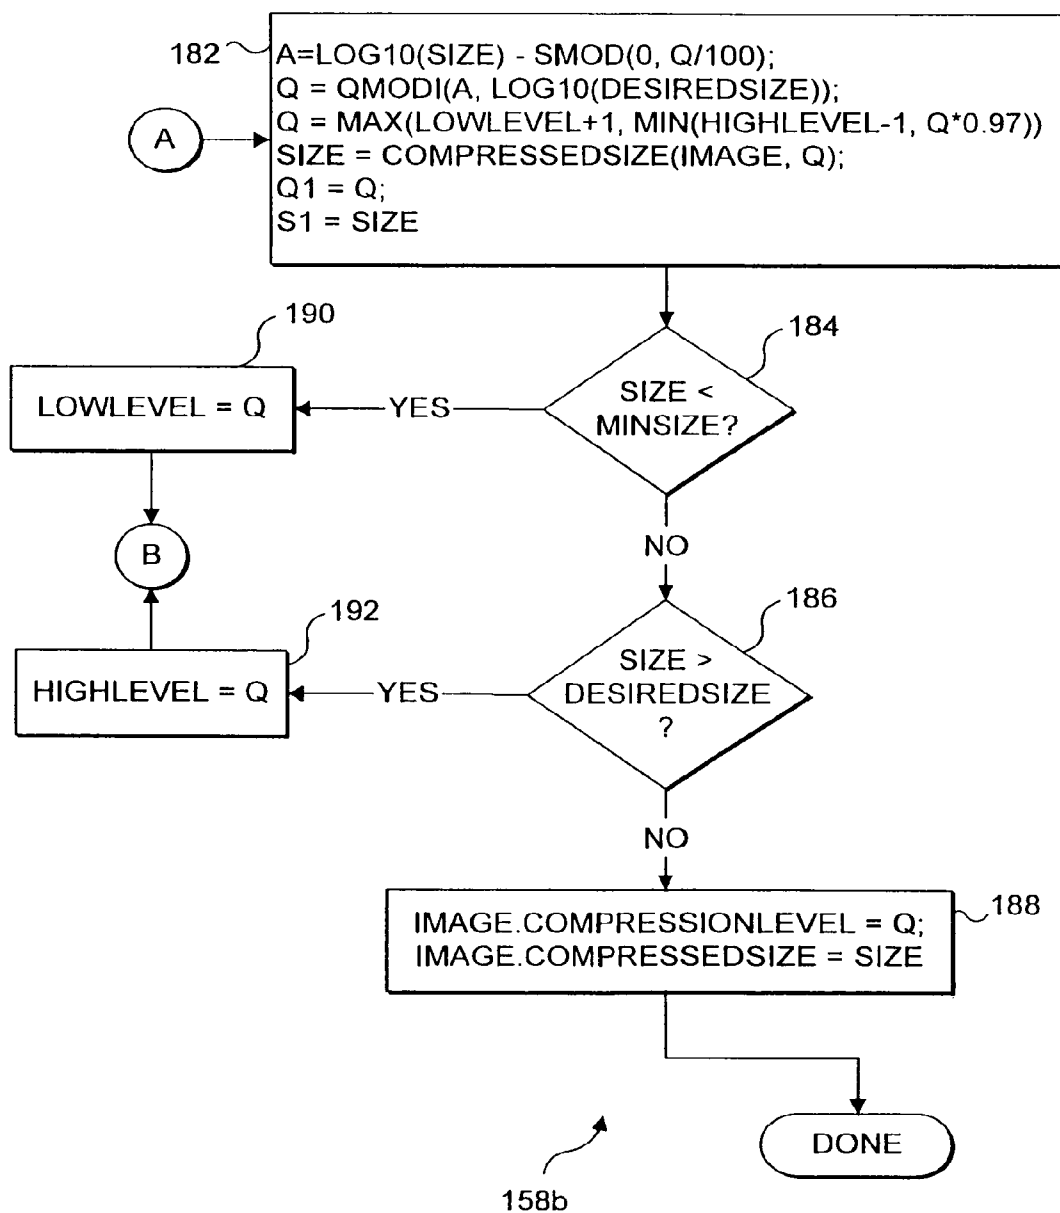 182
A=LOG10(SIZE) - SMOD(0, Q/100);
Q = QMODI(A, LOG10(DESIREDSIZE));
Q = MAX(LOWLEVEL+1, MIN(HIGHLEVEL-1, Q*0.97))
SIZE = COMPRESSEDSIZE(IMAGE, Q);
Q1 = Q;
S1 = SIZE
A
190
184
LOWLEVEL = Q
YES
SIZE <
MINSIZE?
B
NO
192
186
HIGHLEVEL = Q
YES
SIZE >
DESIREDSIZE
?
NO
188
IMAGE.COMPRESSIONLEVEL = Q;
IMAGE.COMPRESSEDSIZE = SIZE
DONE
158b